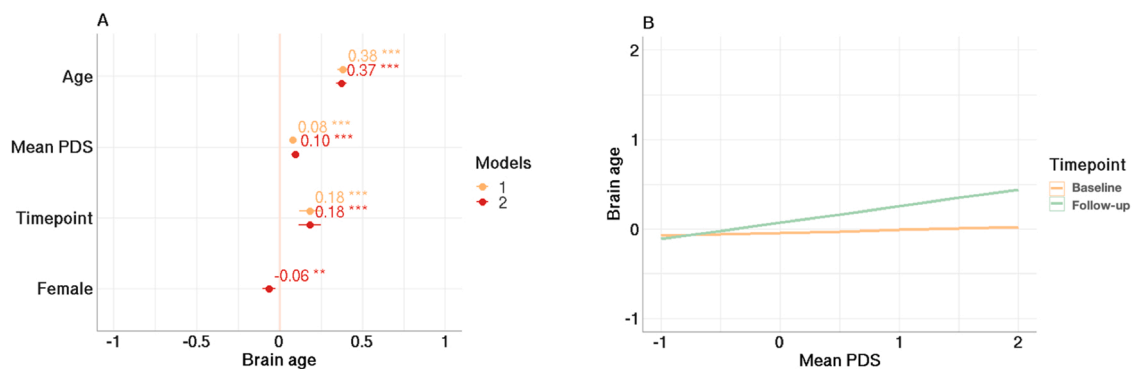 A
Age
Mean PDS
Timepoint
Female
0.38 ***
0.37 ***
0.08 ***
0.10 ***
0.18 ***
0.18 ***
-0.06 **
-1
-0.5
0
0.5
1
Brain age
Models
1
2
B
Brain age
2
1
0
-1
-1
0
1
2
Mean PDS
Timepoint
Baseline
Follow-up